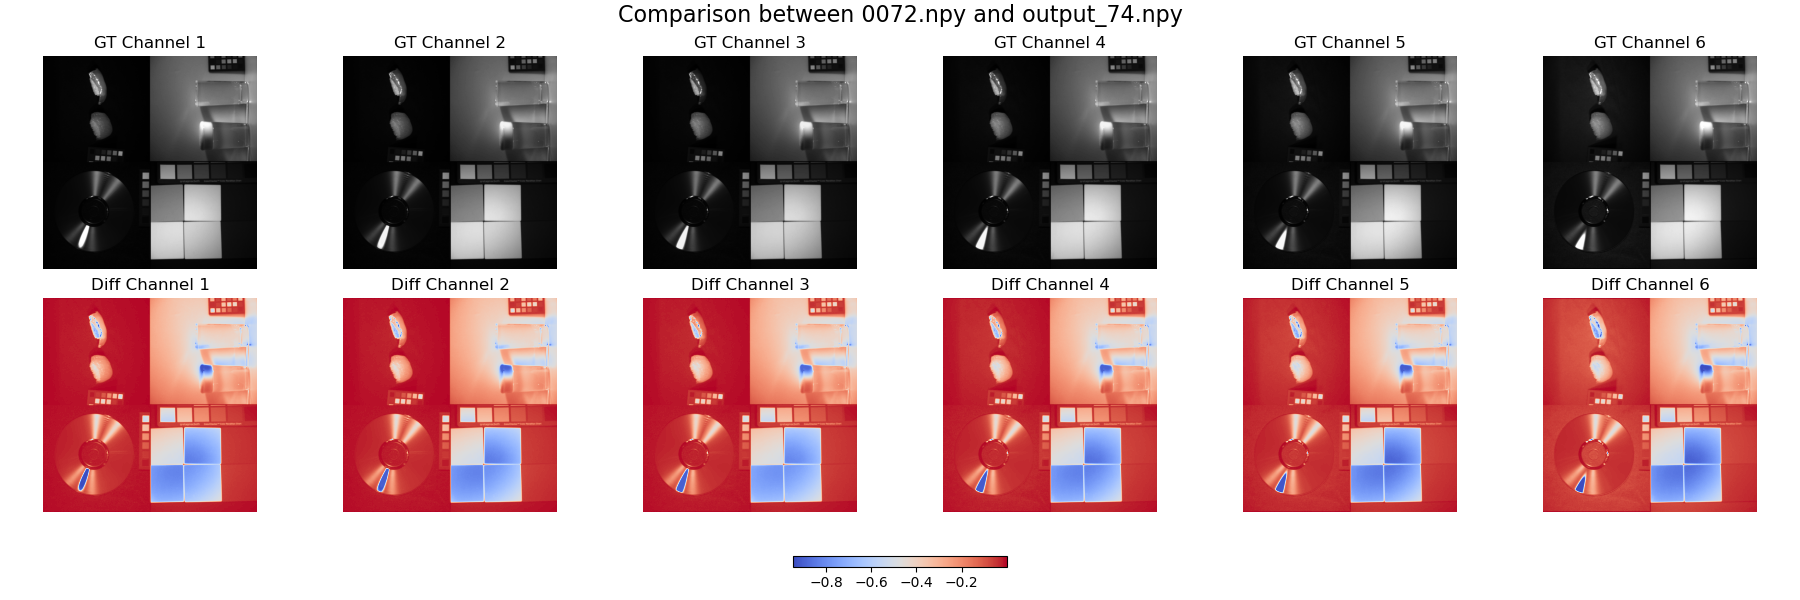 Comparison between 0072.npy and output_74.npy
GT Channel 1
GT Channel 2
GT Channel 3
GT Channel 4
GT Channel 5
GT Channel 6
Diff Channel 1
Diff Channel 2
Diff Channel 3
Diff Channel 4
Diff Channel 5
Diff Channel 6
−0.8 −0.6 −0.4 −0.2